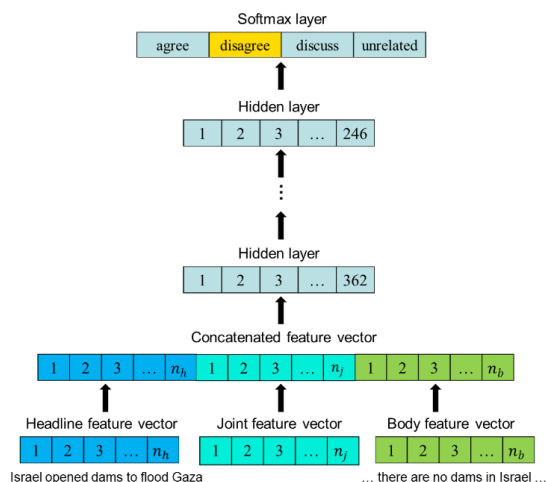 Softmax layer
agree disagree discuss unrelated
Hidden layer
1 2 3 … 246
⋮
Hidden layer
1 2 3 … 362
Concatenated feature vector
1 2 3 … n_h 1 2 3 … n_j 1 2 3 … n_b
Headline feature vector Joint feature vector Body feature vector
1 2 3 … n_h 1 2 3 … n_j 1 2 3 … n_b
Israel opened dams to flood Gaza … there are no dams in Israel …